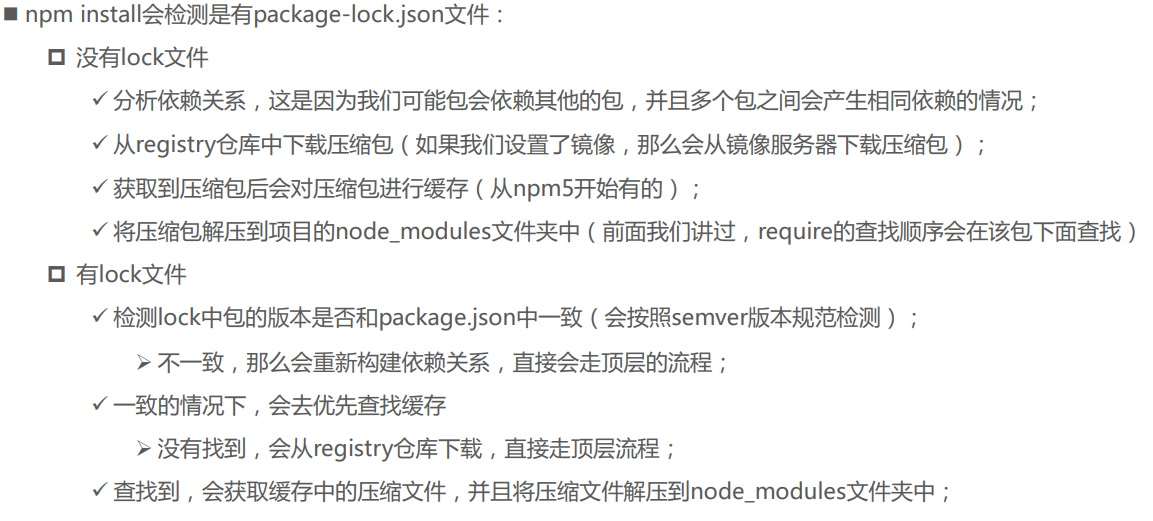 ■ npm install会检测是有package-lock.json文件：
没有lock文件
✓ 分析依赖关系，这是因为我们可能包会依赖其他的包，并且多个包之间会产生相同依赖的情况；
✓ 从registry仓库中下载压缩包（如果我们设置了镜像，那么会从镜像服务器下载压缩包）；
✓ 获取到压缩包后会对压缩包进行缓存（从npm5开始有的）；
✓ 将压缩包解压到项目的node_modules文件夹中（前面我们讲过，require的查找顺序会在该包下面查找）
有lock文件
✓ 检测lock中包的版本是否和package.json中一致（会按照semver版本规范检测）；
➢ 不一致，那么会重新构建依赖关系，直接会走顶层的流程；
✓ 一致的情况下，会去优先查找缓存
➢ 没有找到，会从registry仓库下载，直接走顶层流程；
✓ 查找到，会获取缓存中的压缩文件，并且将压缩文件解压到node_modules文件夹中；